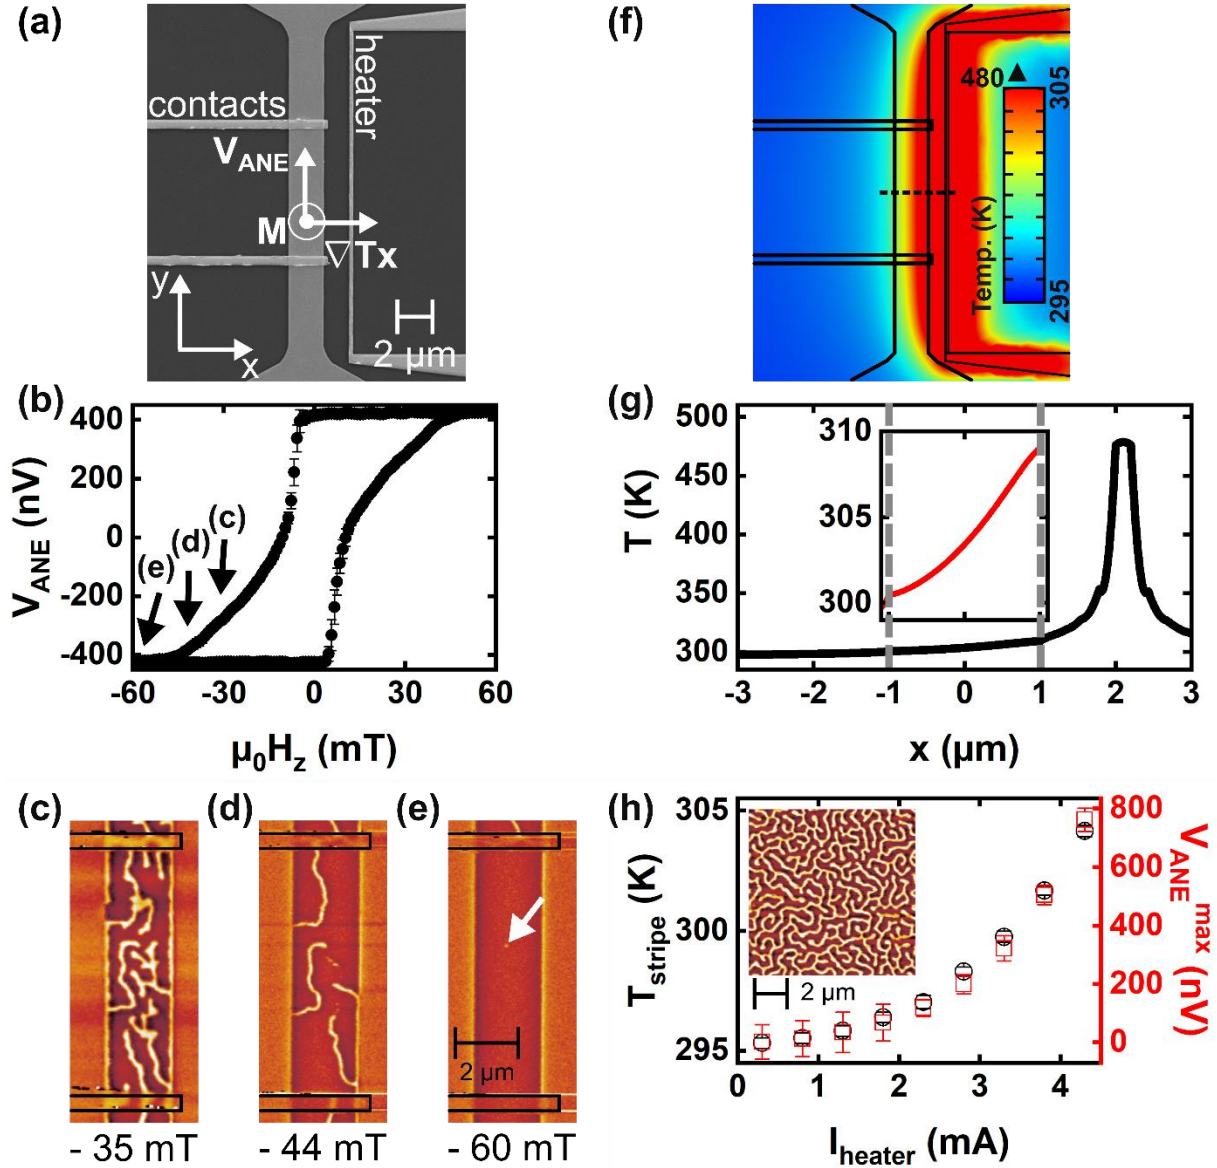 (a)
contacts
heater
V_ANE
M
∇Tx
y
x
2 µm
(b)
400
200
0
-200
-400
V_ANE (nV)
(c)
(d)
(e)
-60
-30
0
30
60
µ₀H_z (mT)
(c)
(d)
(e)
2 µm
- 35 mT
- 44 mT
- 60 mT
(f)
480
305
Temp. (K)
295
(g)
500
450
400
350
300
T (K)
310
305
300
-3
-2
-1
0
1
2
3
x (µm)
(h)
305
300
295
T_stripe (K)
2 µm
800
600
400
200
0
V_ANE^max (nV)
0
1
2
3
4
I_heater (mA)